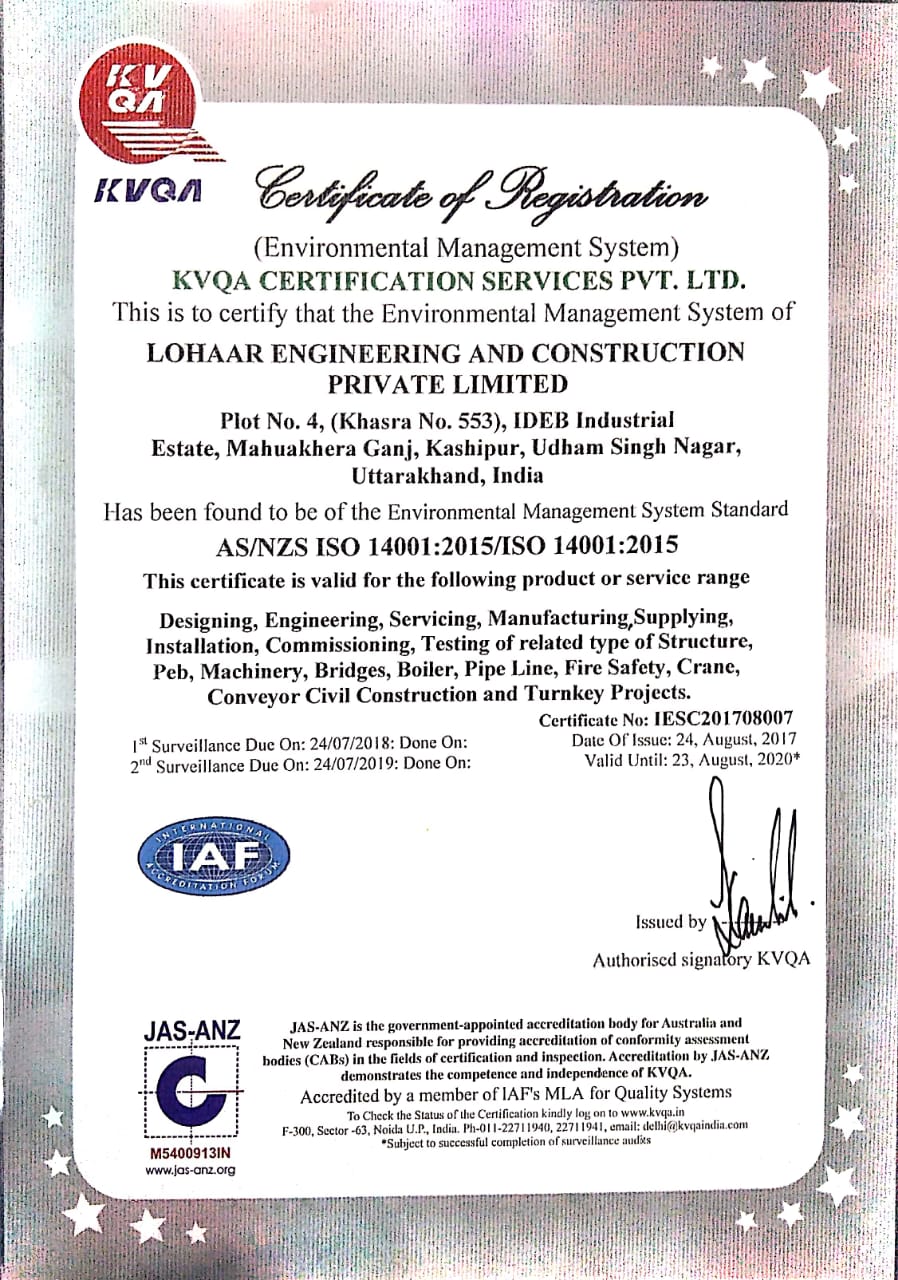 KV
QA
KVQA
Certificate of Registration
(Environmental Management System)
KVQA CERTIFICATION SERVICES PVT. LTD.
This is to certify that the Environmental Management System of
LOHAAR ENGINEERING AND CONSTRUCTION
PRIVATE LIMITED
Plot No. 4, (Khasra No. 553), IDEB Industrial
Estate, Mahuakhera Ganj, Kashipur, Udham Singh Nagar,
Uttarakhand, India
Has been found to be of the Environmental Management System Standard
AS/NZS ISO 14001:2015/ISO 14001:2015
This certificate is valid for the following product or service range
Designing, Engineering, Servicing, Manufacturing,Supplying,
Installation, Commissioning, Testing of related type of Structure,
Peb, Machinery, Bridges, Boiler, Pipe Line, Fire Safety, Crane,
Conveyor Civil Construction and Turnkey Projects.
Certificate No: IESC201708007
1st Surveillance Due On: 24/07/2018: Done On:
Date Of Issue: 24, August, 2017
2nd Surveillance Due On: 24/07/2019: Done On:
Valid Until: 23, August, 2020*
INTERNATIONAL
IAF
ACCREDITATION FORUM
Issued by
Authorised signatory KVQA
JAS-ANZ
M5400913IN
www.jas-anz.org
JAS-ANZ is the government-appointed accreditation body for Australia and
New Zealand responsible for providing accreditation of conformity assessment
bodies (CABs) in the fields of certification and inspection. Accreditation by JAS-ANZ
demonstrates the competence and independence of KVQA.
Accredited by a member of IAF's MLA for Quality Systems
To Check the Status of the Certification kindly log on to www.kvqa.in
F-300, Sector -63, Noida U.P., India. Ph-011-22711940, 22711941, email: delhi@kvqaindia.com
*Subject to successful completion of surveillance audits